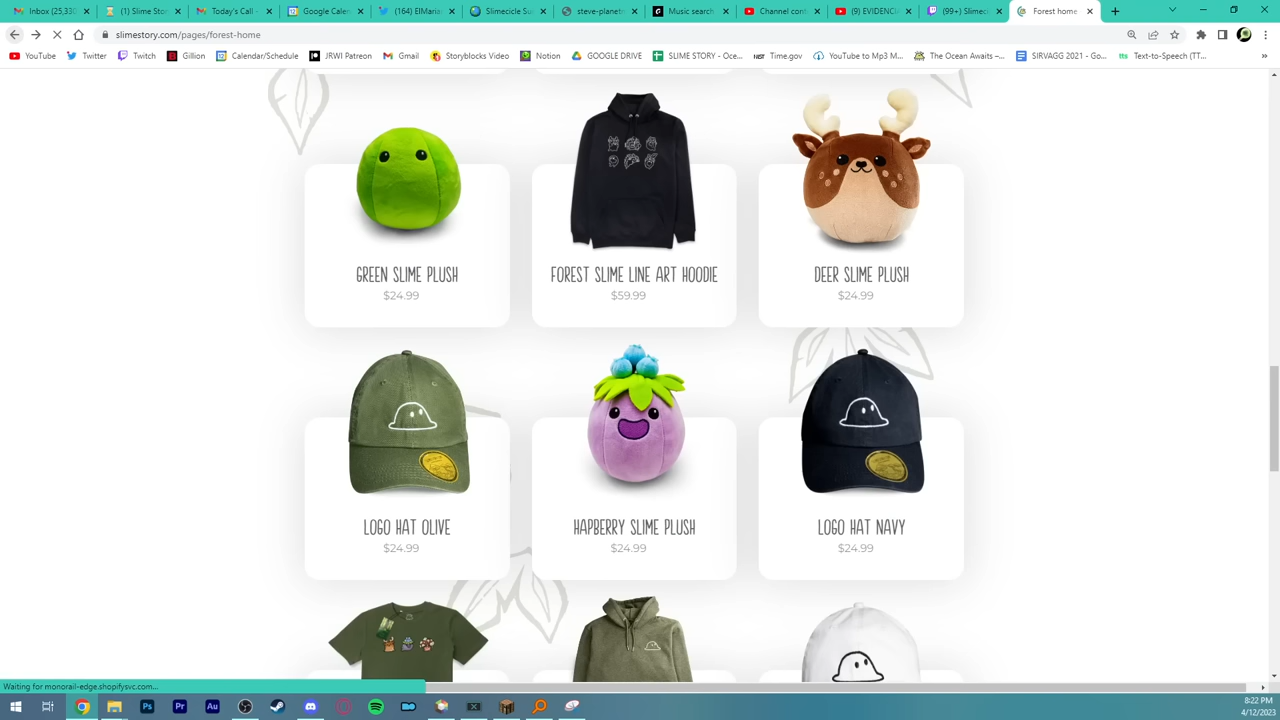 Inbox (25,33
(1) Slime Sto
Today's Call -
Google Cale
(164) ElMaria
Slimecicle Su
steve-planet
Music search
Channel cont
(9) EVIDENCI
(99+) Slimec
Forest home
slimestory.com/pages/forest-home
YouTube
Twitter
Twitch
Gillion
Calendar/Schedule
JRWI Patreon
Gmail
Storyblocks Video
Notion
GOOGLE DRIVE
SLIME STORY - Oce...
Time.gov
YouTube to Mp3 M...
The Ocean Awaits –...
SIRVAGG 2021 - Go...
Text-to-Speech (TT...
GREEN SLIME PLUSH
$24.99
FOREST SLIME LINE ART HOODIE
$59.99
DEER SLIME PLUSH
$24.99
LOGO HAT OLIVE
$24.99
HAPBERRY SLIME PLUSH
$24.99
LOGO HAT NAVY
$24.99
Waiting for monorail-edge.shopifysvc.com...
8:22 PM
4/12/2023